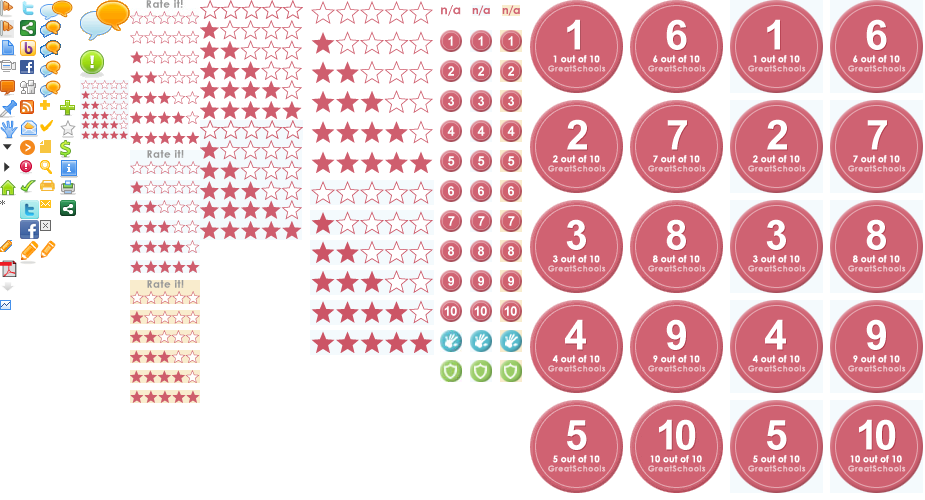 Rate it!
Rate it!
Rate it!
n/a n/a n/a
1 1 1
2 2 2
3 3 3
4 4 4
5 5 5
6 6 6
7 7 7
8 8 8
9 9 9
10 10 10
1 6 1 6
1 out of 10 6 out of 10 1 out of 10 6 out of 10
GreatSchools GreatSchools GreatSchools GreatSchools
2 7 2 7
2 out of 10 7 out of 10 2 out of 10 7 out of 10
GreatSchools GreatSchools GreatSchools GreatSchools
3 8 3 8
3 out of 10 8 out of 10 3 out of 10 8 out of 10
GreatSchools GreatSchools GreatSchools GreatSchools
4 9 4 9
4 out of 10 9 out of 10 4 out of 10 9 out of 10
GreatSchools GreatSchools GreatSchools GreatSchools
5 10 5 10
5 out of 10 10 out of 10 5 out of 10 10 out of 10
GreatSchools GreatSchools GreatSchools GreatSchools